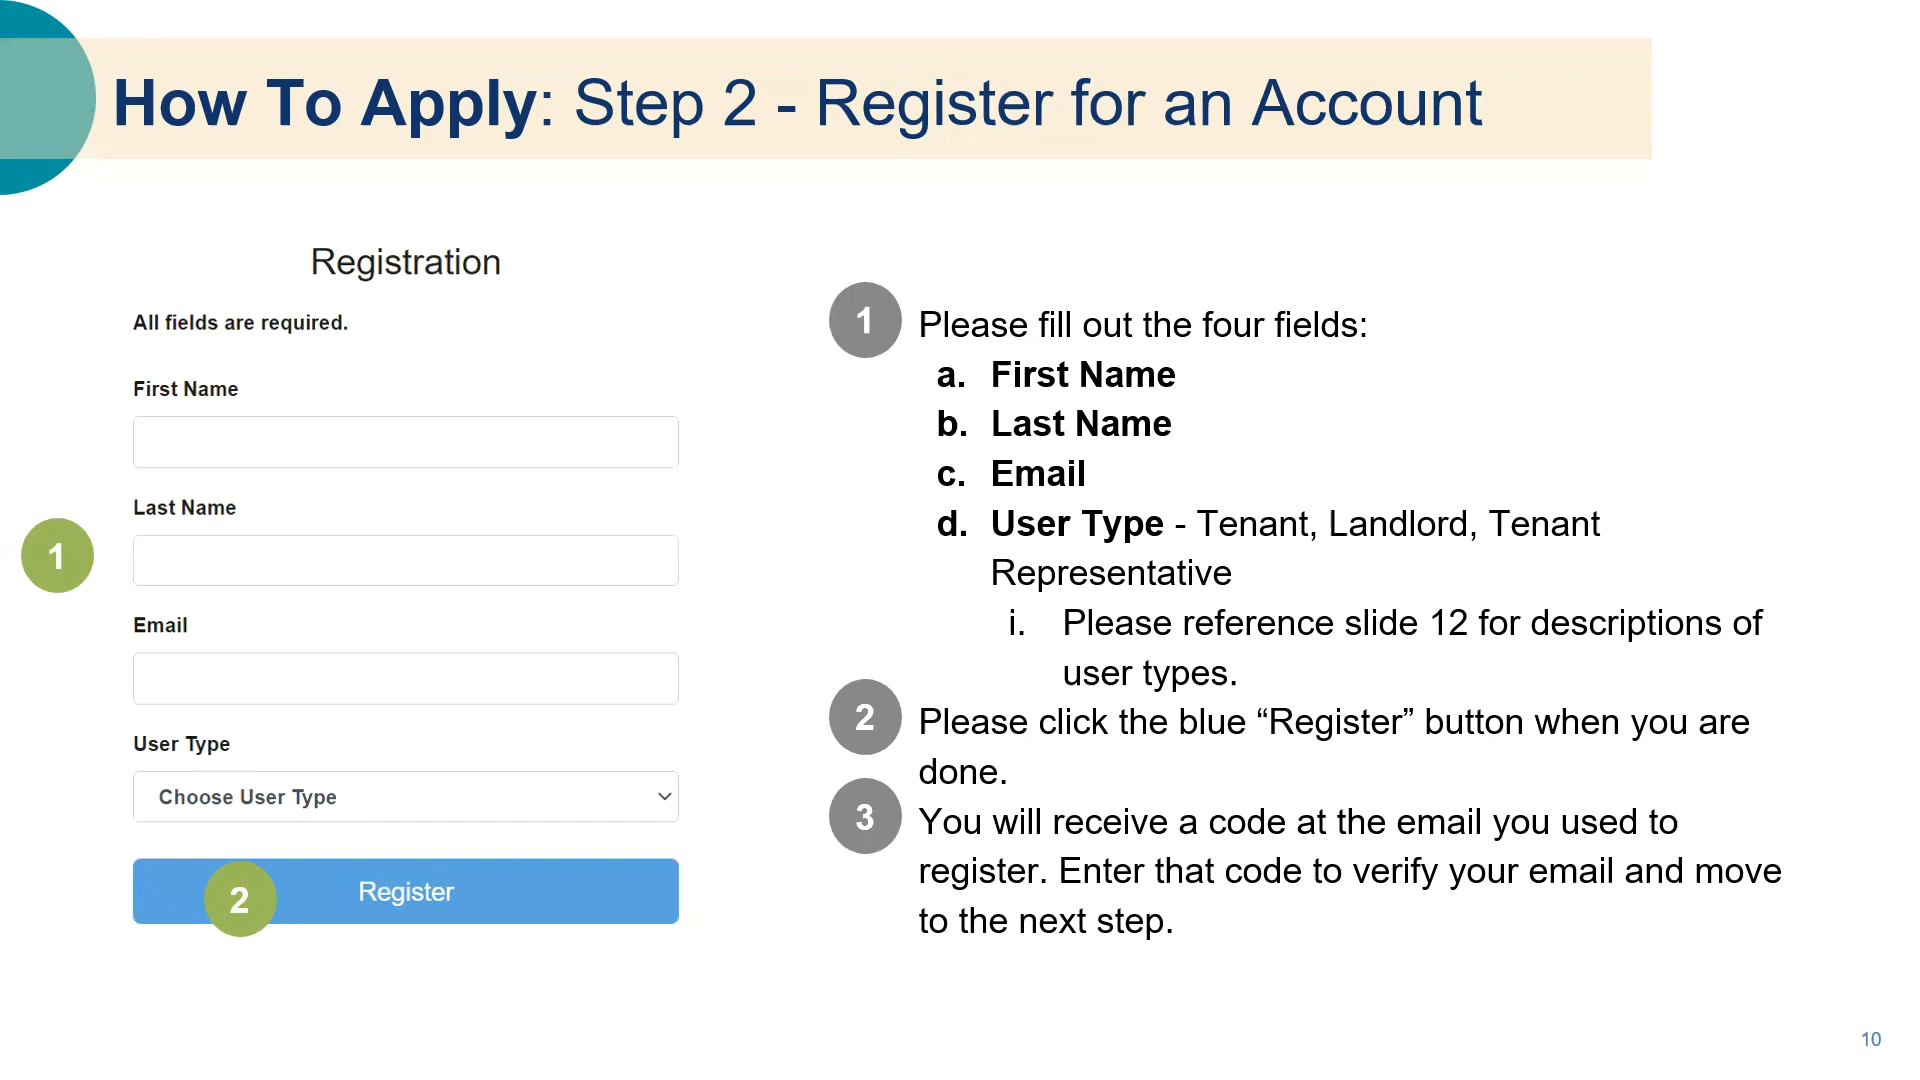 How To Apply: Step 2 - Register for an Account
Registration
All fields are required.
First Name
Last Name
1
Email
User Type
Choose User Type
Register
2
1
Please fill out the four fields:
a. First Name
b. Last Name
c. Email
d. User Type - Tenant, Landlord, Tenant
Representative
i. Please reference slide 12 for descriptions of
user types.
2
Please click the blue “Register” button when you are
done.
3
You will receive a code at the email you used to
register. Enter that code to verify your email and move
to the next step.
10